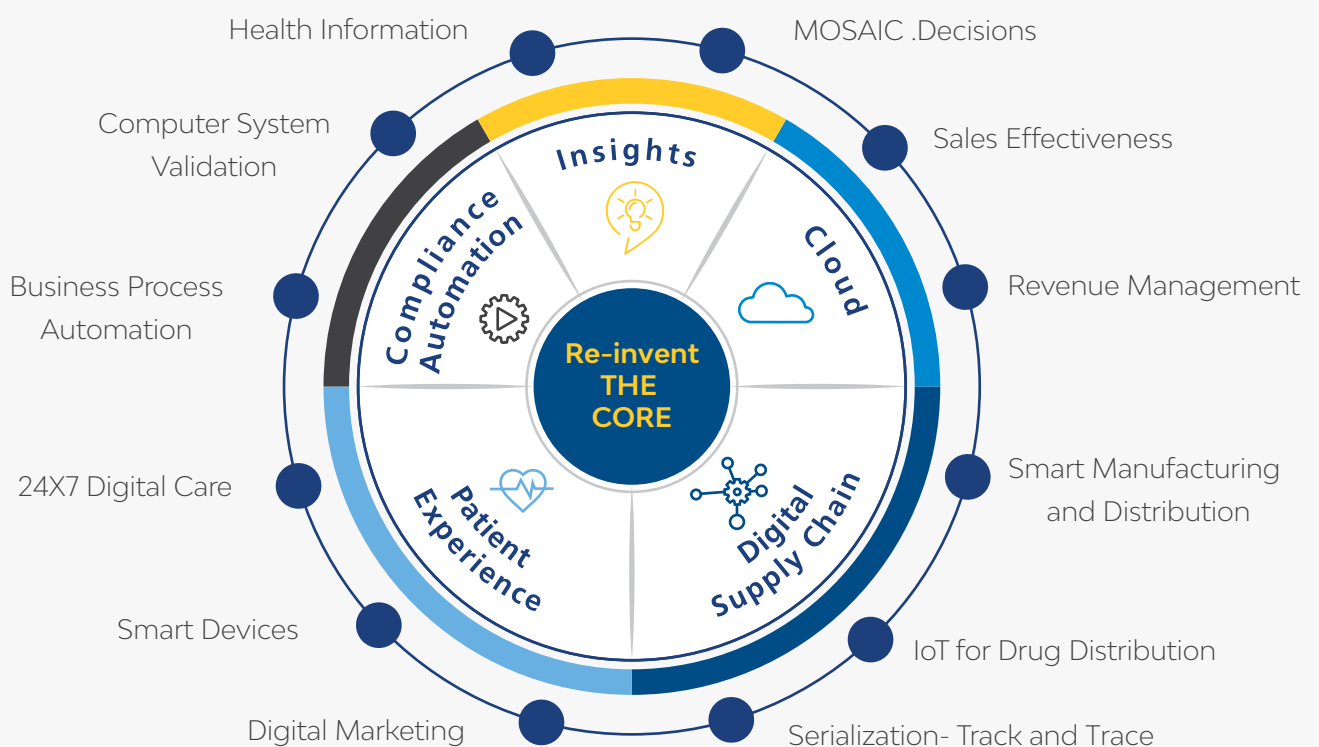 Health Information
MOSAIC .Decisions
Computer System
Validation
Sales Effectiveness
Business Process
Automation
Revenue Management
24X7 Digital Care
Smart Manufacturing
and Distribution
Smart Devices
IoT for Drug Distribution
Digital Marketing
Serialization- Track and Trace
Insights
Cloud
Digital
Supply Chain
Patient
Experience
Compliance
Automation
Re-invent
THE
CORE